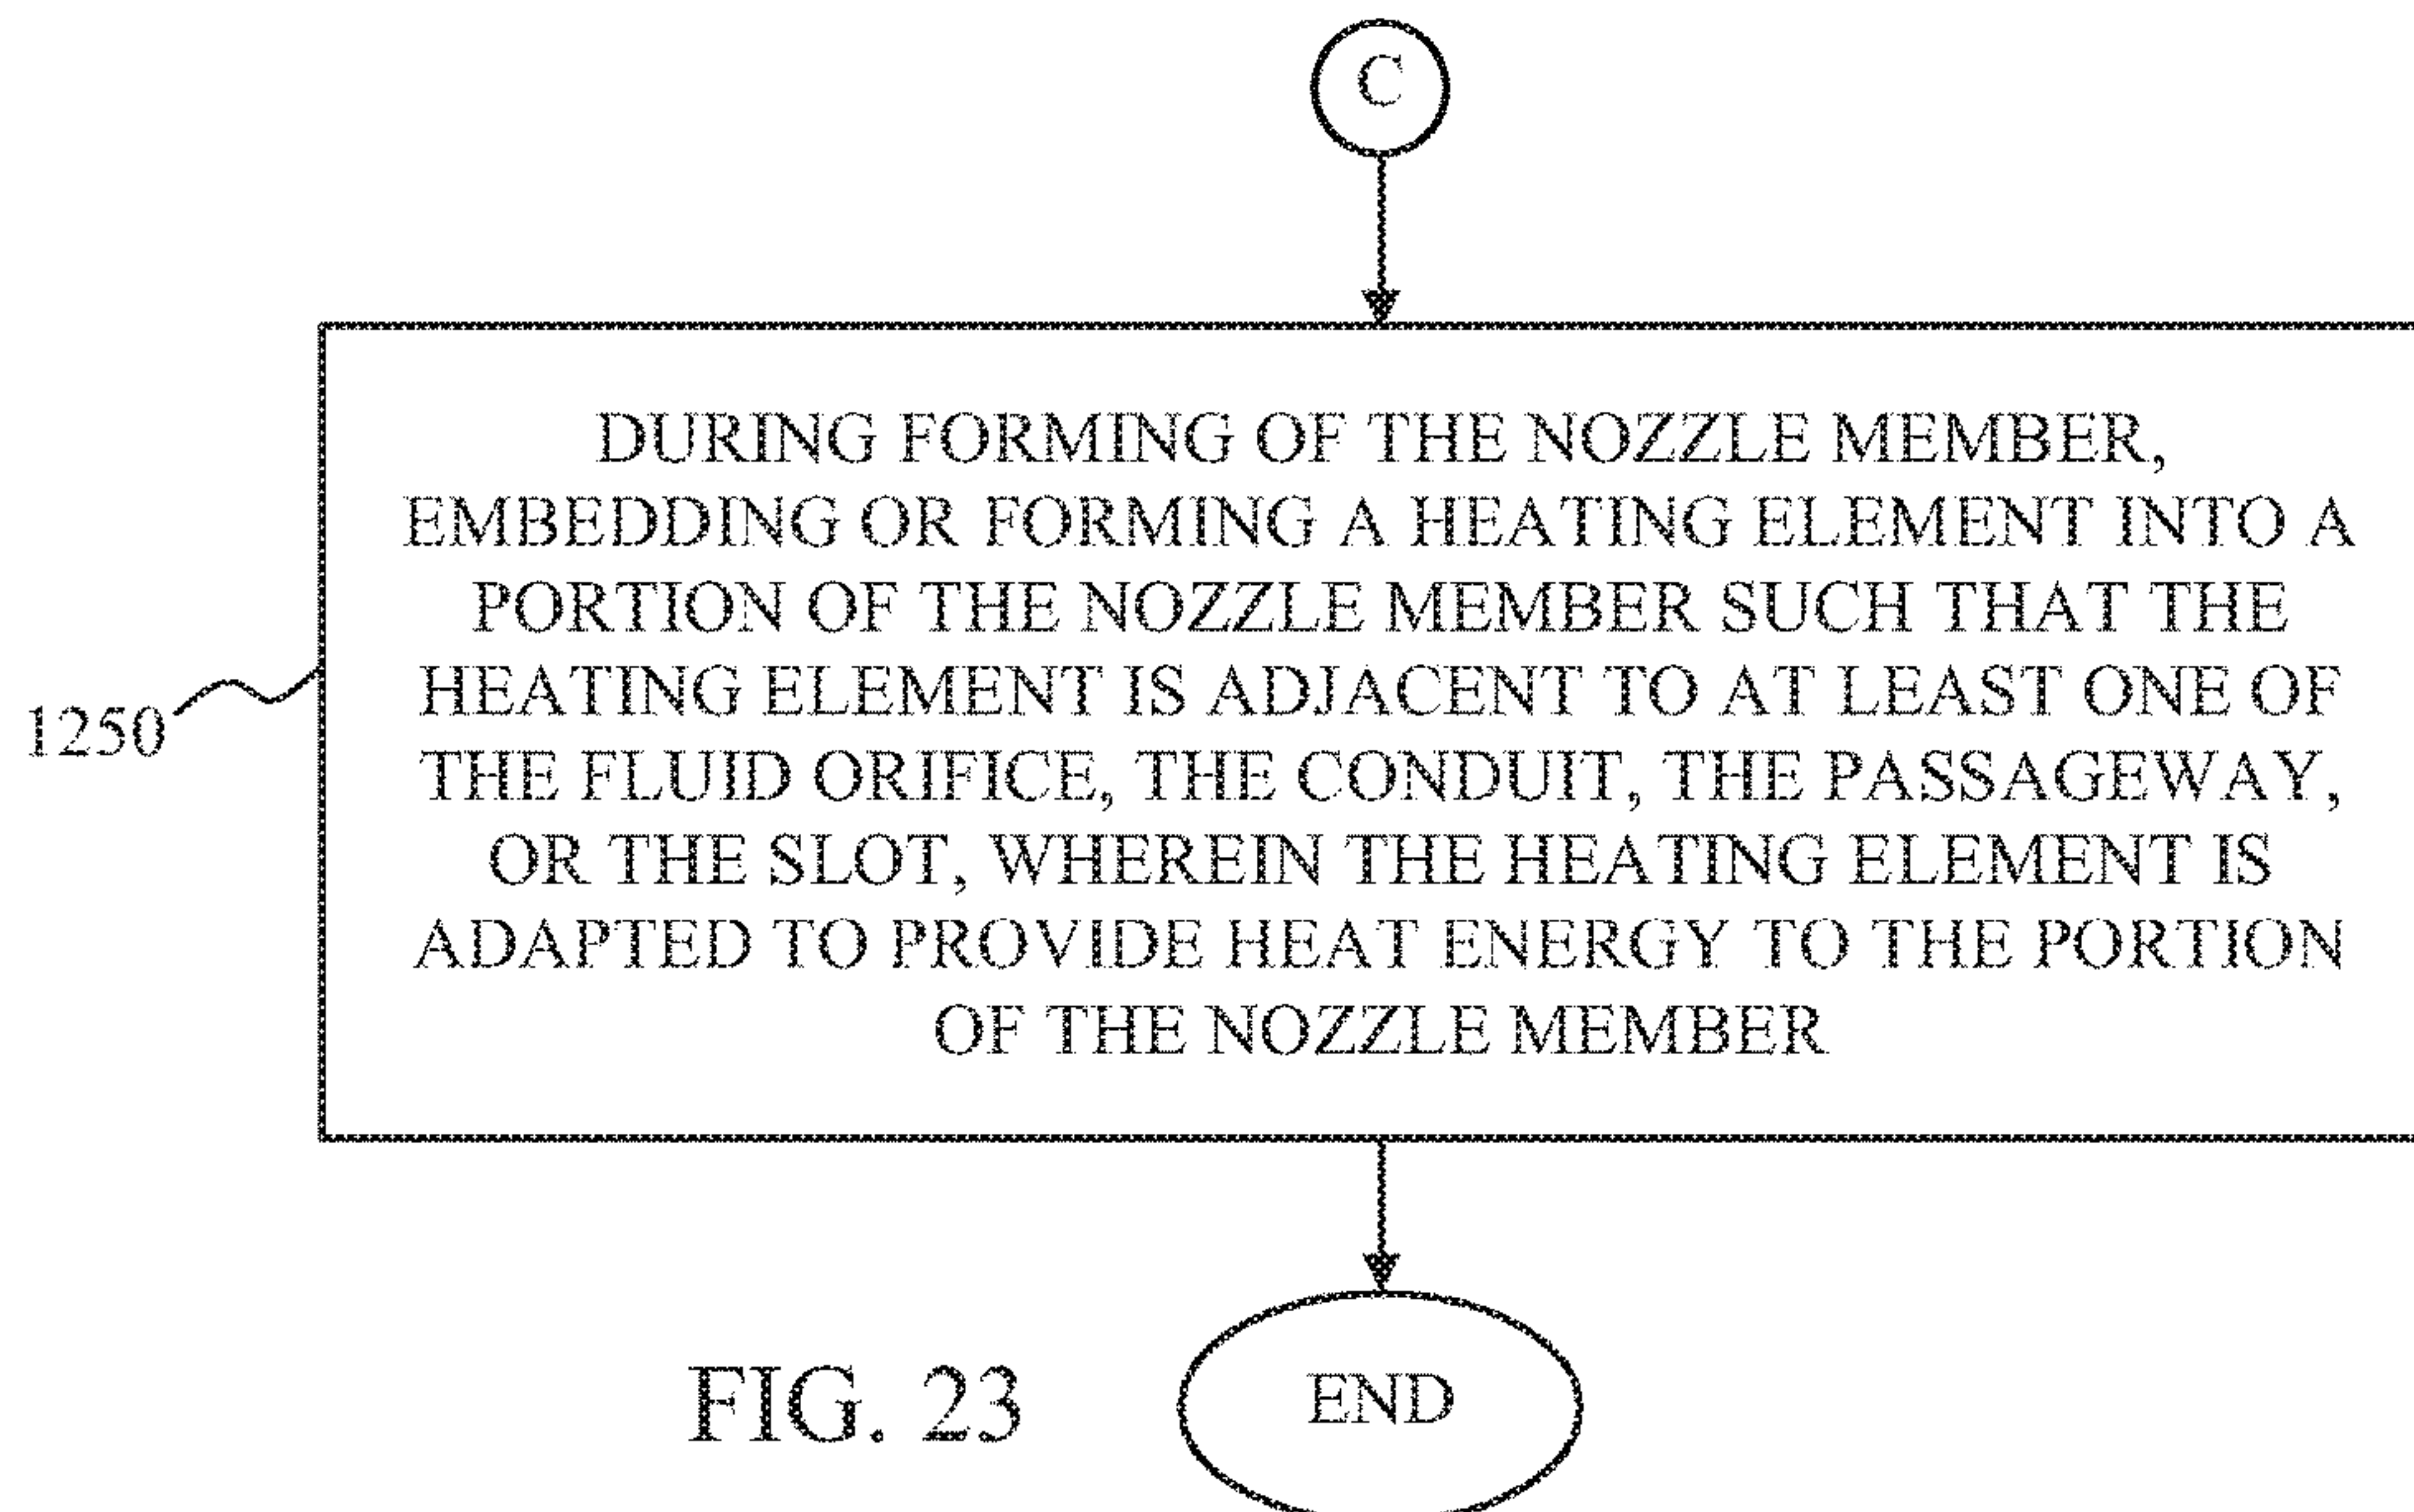 C
DURING FORMING OF THE NOZZLE MEMBER,
EMBEDDING OR FORMING A HEATING ELEMENT INTO A
PORTION OF THE NOZZLE MEMBER SUCH THAT THE
HEATING ELEMENT IS ADJACENT TO AT LEAST ONE OF
THE FLUID ORIFICE, THE CONDUIT, THE PASSAGEWAY,
OR THE SLOT, WHEREIN THE HEATING ELEMENT IS
ADAPTED TO PROVIDE HEAT ENERGY TO THE PORTION
OF THE NOZZLE MEMBER
1250
END
FIG. 23